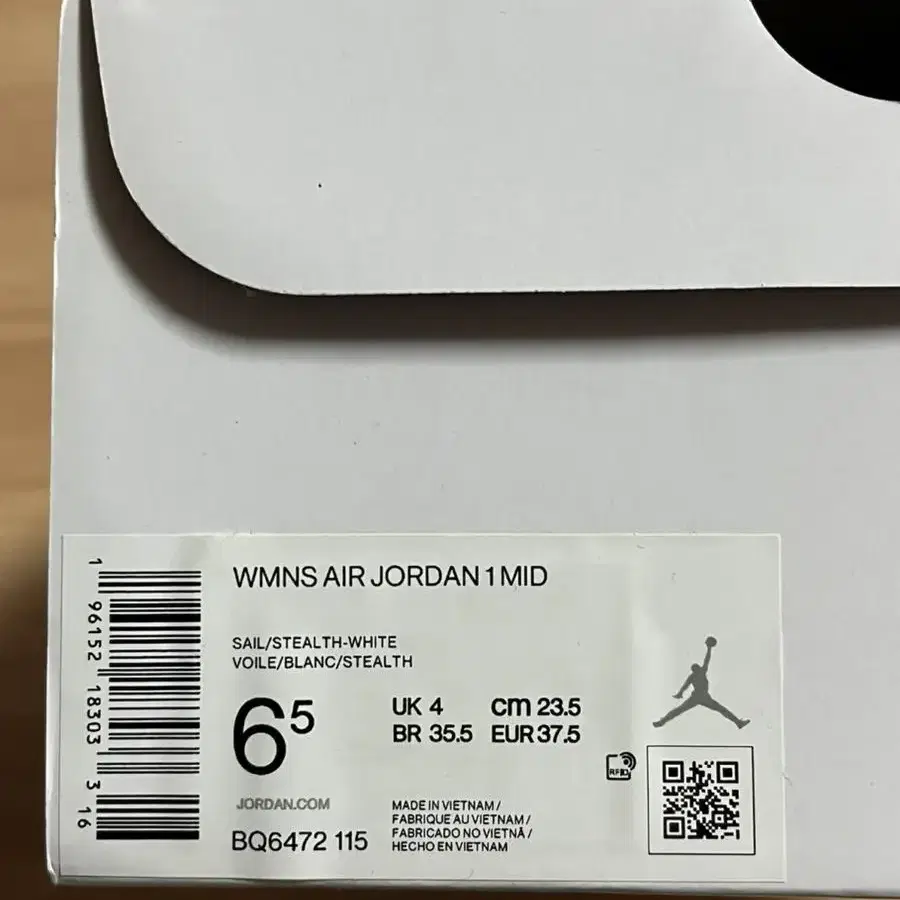 WMNS AIR JORDAN 1 MID
SAIL/STEALTH-WHITE
VOILE/BLANC/STEALTH
65
UK 4 cm 23.5
BR 35.5 EUR 37.5
RFID
JORDAN.COM
BQ6472 115
MADE IN VIETNAM /
FABRIQUE AU VIETNAM /
FABRICADO NO VIETNÃ /
HECHO EN VIETNAM
1 96152 18303 3 16